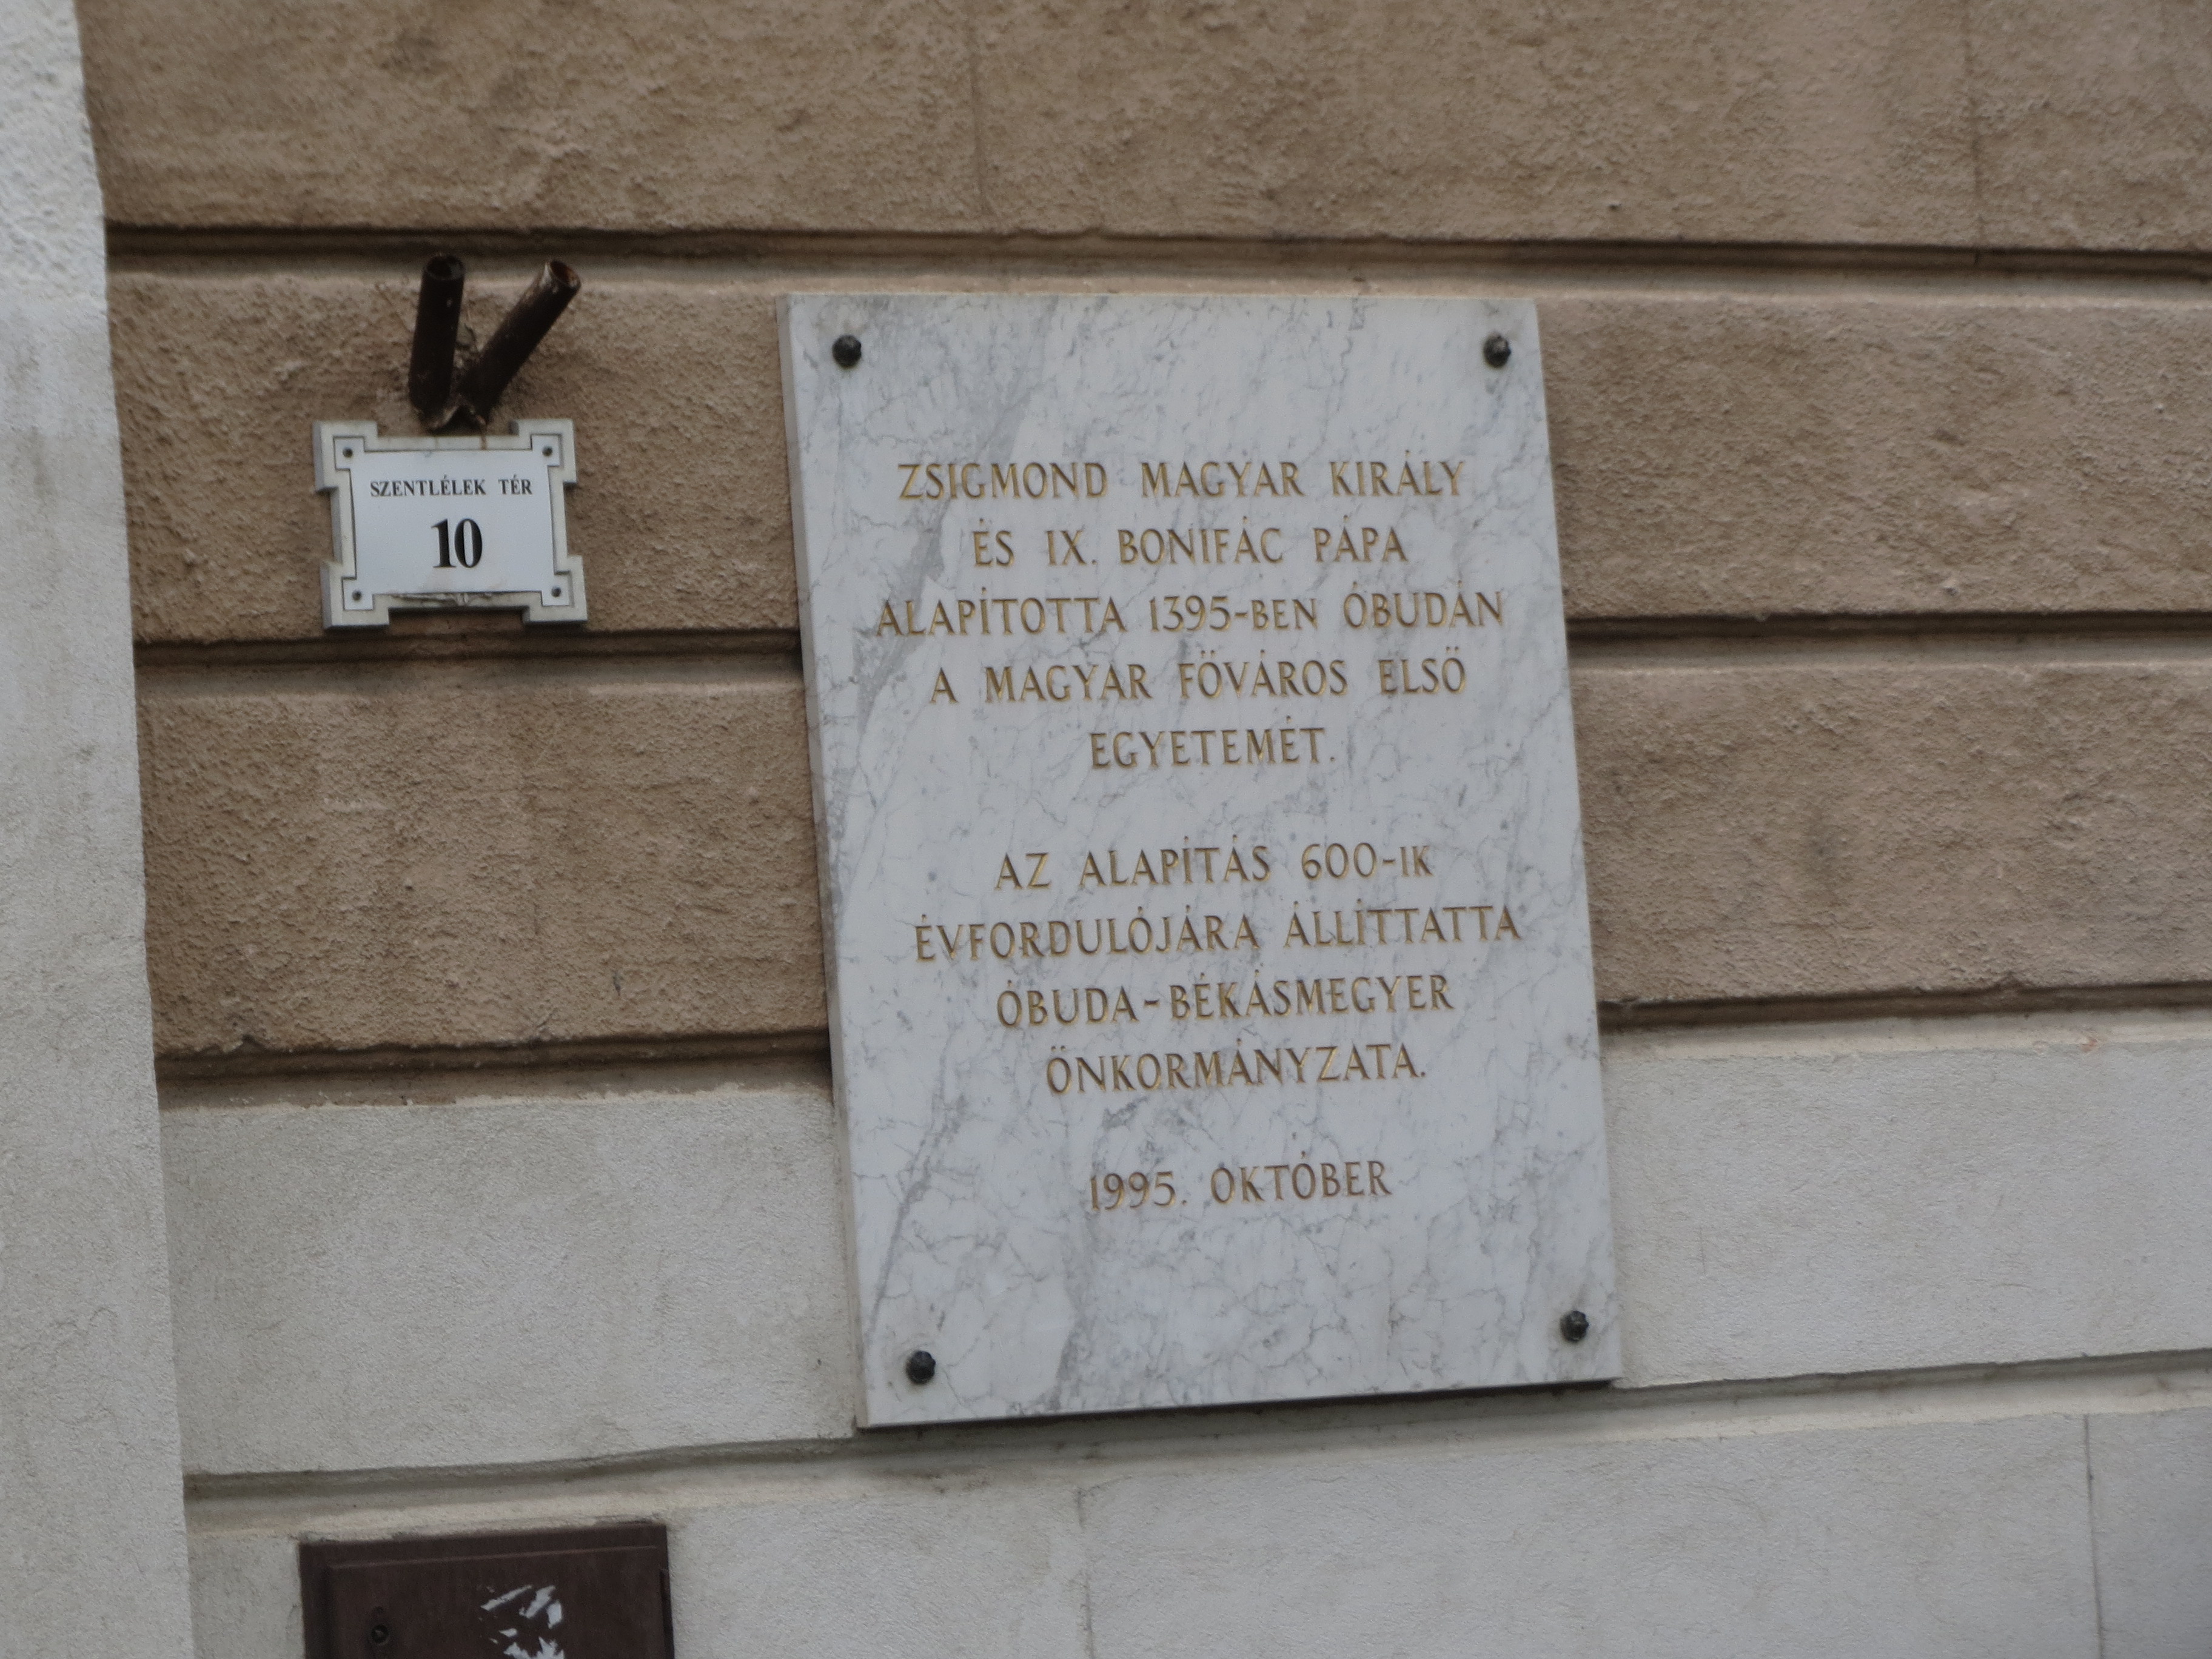 SZENTLÉLEK TÉR
10
ZSIGMOND MAGYAR KIRÁLY
ÉS IX. BONIFÁC PÁPA
ALAPÍTOTTA 1395-BEN ÓBUDÁN
A MAGYAR FŐVÁROS ELSŐ
EGYETEMÉT.
AZ ALAPÍTÁS 600-IK
ÉVFORDULÓJÁRA ÁLLÍTTATTA
ÓBUDA-BÉKÁSMEGYER
ÖNKORMÁNYZATA.
1995. OKTÓBER